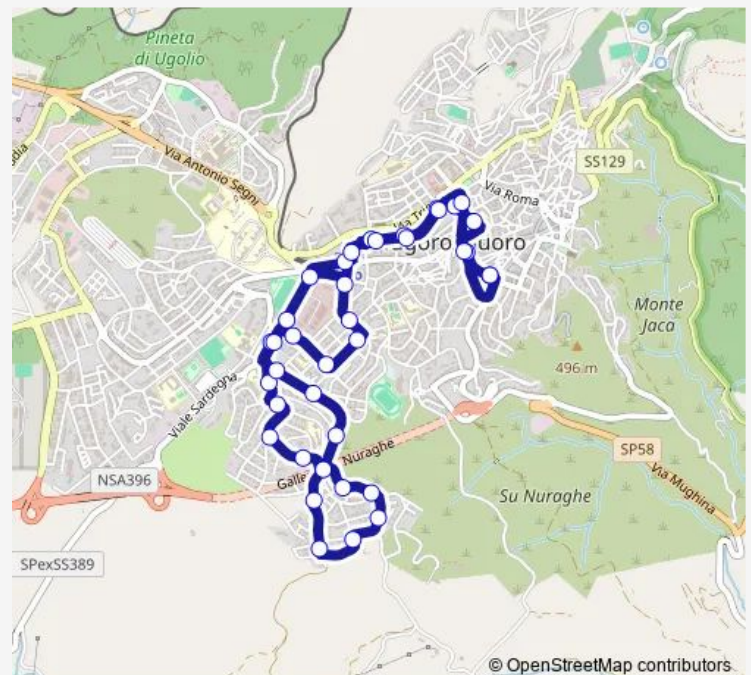 Pineta
di Ugolio
Via Antonio Segni
SS129
Via Roma
Monte
Jaca
496 m
Viale Sardegna
Nuraghe
SP58
NSA396
Su Nuraghe
Via Mughina
SPexSS389
© OpenStreetMap contributors